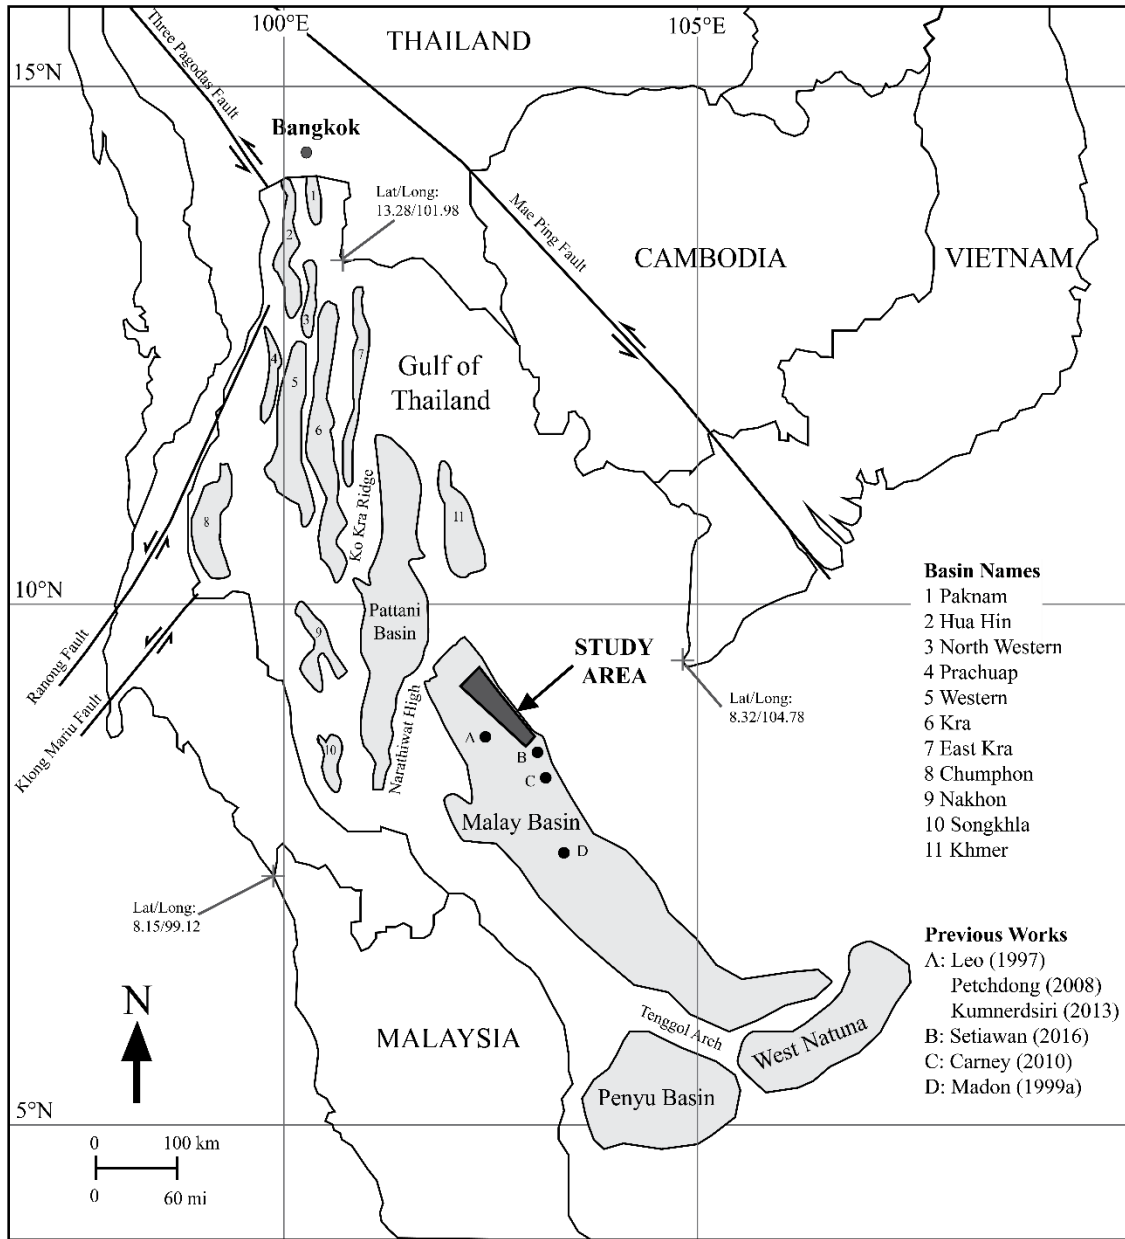 100°E
105°E
THAILAND
Three Pagodas Fault
15°N
Bangkok
Lat/Long:
13.28/101.98
Mae Ping Fault
CAMBODIA
VIETNAM
1
2
3
4
5
6
7
Gulf of
Thailand
8
Ko Kra Ridge
11
10°N
9
Pattani
Basin
Ranong Fault
Klong Mariu Fault
STUDY
AREA
Lat/Long:
8.32/104.78
Narathiwat High
10
A
B
C
Malay Basin
D
Lat/Long:
8.15/99.12
N
MALAYSIA
Tenggol Arch
West Natuna
Penyu Basin
5°N
0 100 km
0 60 mi
Basin Names
1 Paknam
2 Hua Hin
3 North Western
4 Prachuap
5 Western
6 Kra
7 East Kra
8 Chumphon
9 Nakhon
10 Songkhla
11 Khmer
Previous Works
A: Leo (1997)
Petchdong (2008)
Kumnerdsiri (2013)
B: Setiawan (2016)
C: Carney (2010)
D: Madon (1999a)